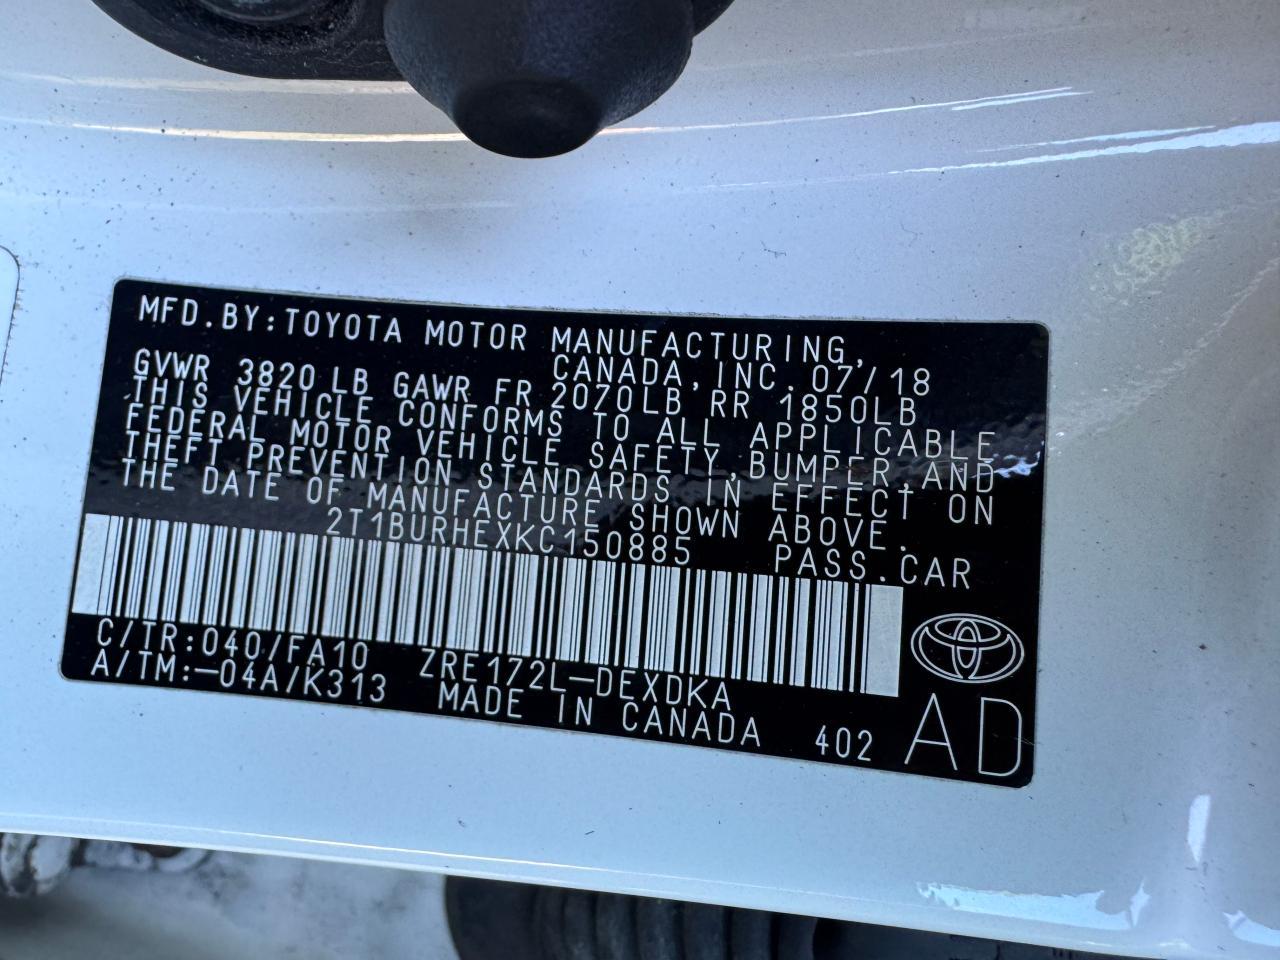 MFD.BY:TOYOTA MOTOR MANUFACTURING,
CANADA,INC. 07/18
GVWR 3820LB GAWR FR 2070LB RR 1850LB
THIS VEHICLE CONFORMS TO ALL APPLICABLE
FEDERAL MOTOR VEHICLE SAFETY,BUMPER,AND
THEFT PREVENTION STANDARDS IN EFFECT ON
THE DATE OF MANUFACTURE SHOWN ABOVE.
2T1BURHEXKC150885 PASS.CAR
C/TR:040/FA10 ZRE172L-DEXDKA
A/TM:-04A/K313 MADE IN CANADA 402 AD